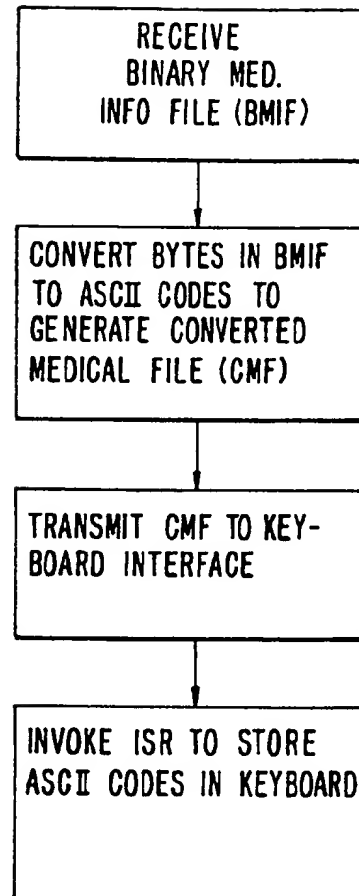 RECEIVE
BINARY MED.
INFO FILE (BMIF)
CONVERT BYTES IN BMIF
TO ASCII CODES TO
GENERATE CONVERTED
MEDICAL FILE (CMF)
TRANSMIT CMF TO KEY-
BOARD INTERFACE
INVOKE ISR TO STORE
ASCII CODES IN KEYBOARD